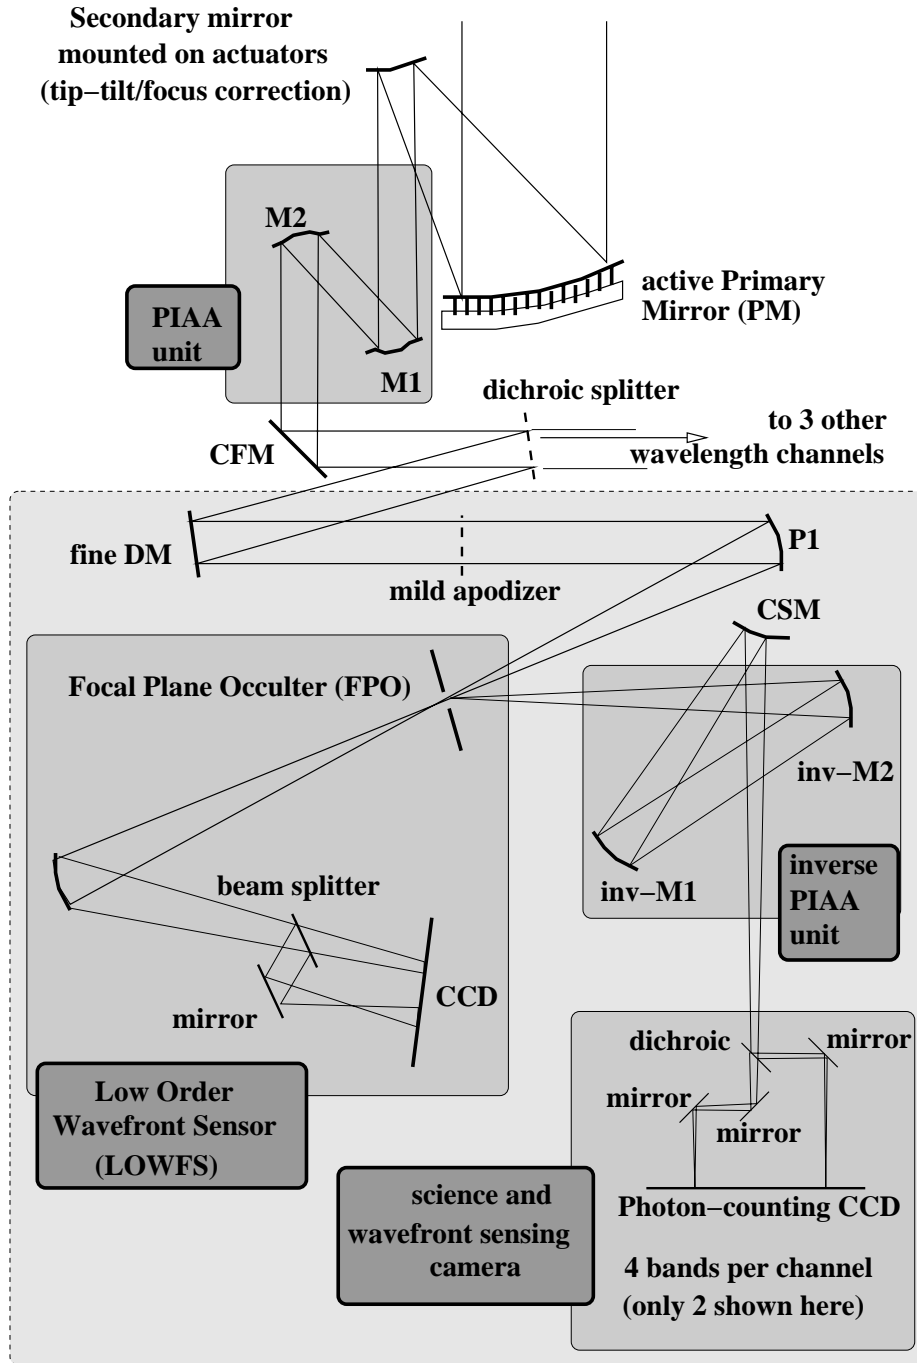 Secondary mirror
mounted on actuators
(tip−tilt/focus correction)
M2
active Primary
Mirror (PM)
PIAA
unit
M1
dichroic splitter
to 3 other
wavelength channels
CFM
fine DM
P1
mild apodizer
CSM
Focal Plane Occulter (FPO)
inv−M2
inv−M1
inverse
PIAA
unit
beam splitter
CCD
mirror
dichroic
mirror
mirror
mirror
Low Order
Wavefront Sensor
(LOWFS)
science and
wavefront sensing
camera
Photon−counting CCD
4 bands per channel
(only 2 shown here)